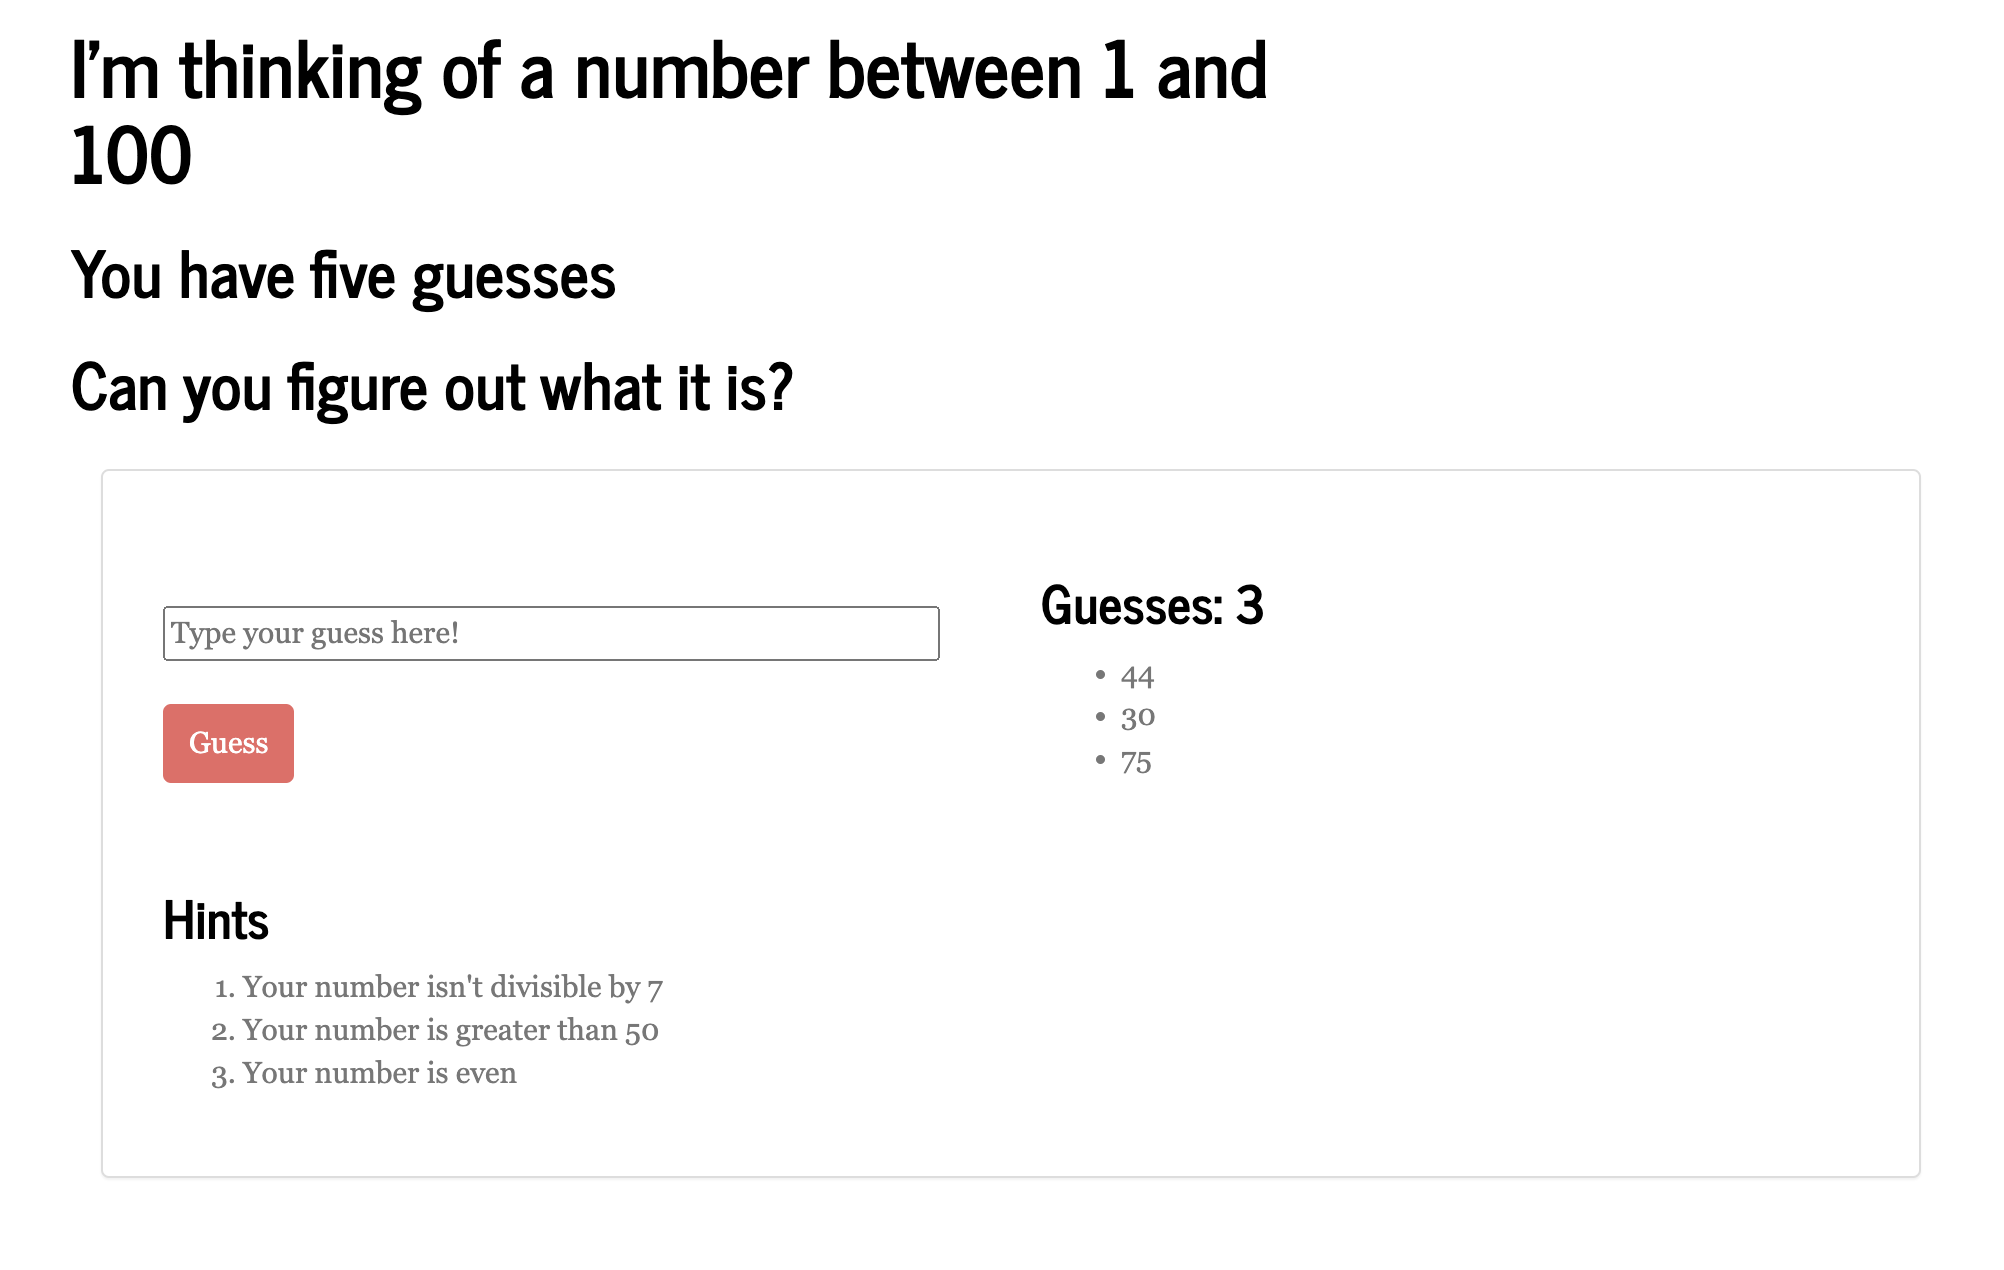 I'm thinking of a number between 1 and
100
You have five guesses
Can you figure out what it is?
Type your guess here!
Guess
Guesses: 3
• 44
• 30
• 75
Hints
1. Your number isn't divisible by 7
2. Your number is greater than 50
3. Your number is even